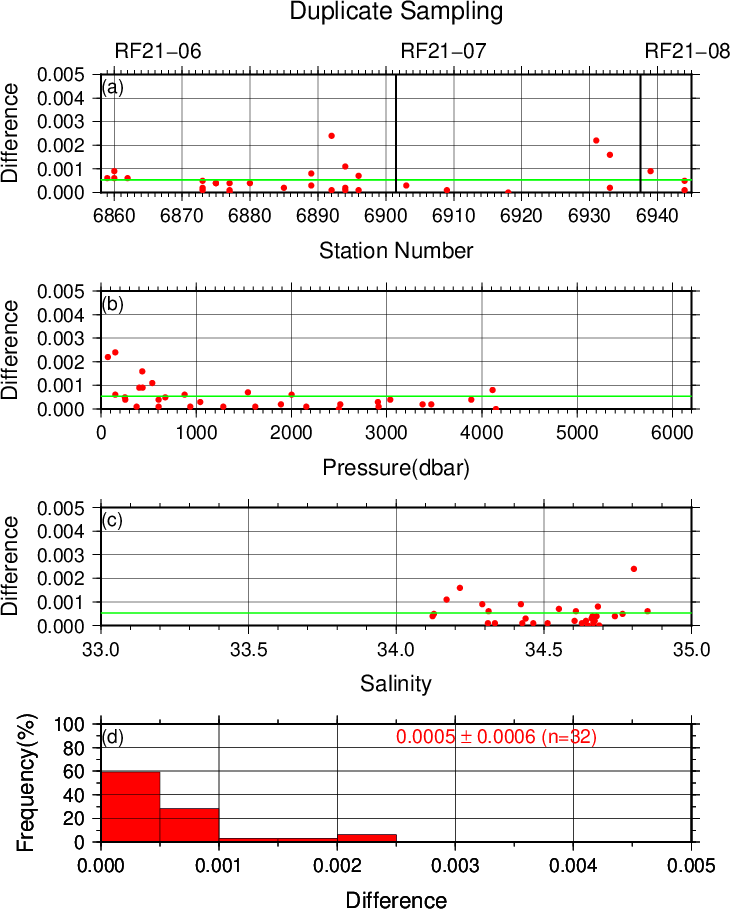 Duplicate Sampling
RF21−06 RF21−07 RF21−08
(a)
Difference
0.005
0.004
0.003
0.002
0.001
0.000
6860 6870 6880 6890 6900 6910 6920 6930 6940
Station Number
(b)
Difference
0.005
0.004
0.003
0.002
0.001
0.000
0 1000 2000 3000 4000 5000 6000
Pressure(dbar)
(c)
Difference
0.005
0.004
0.003
0.002
0.001
0.000
33.0 33.5 34.0 34.5 35.0
Salinity
(d)
0.0005 ± 0.0006 (n=32)
Frequency(%)
100
80
60
40
20
0
0.000 0.001 0.002 0.003 0.004 0.005
Difference